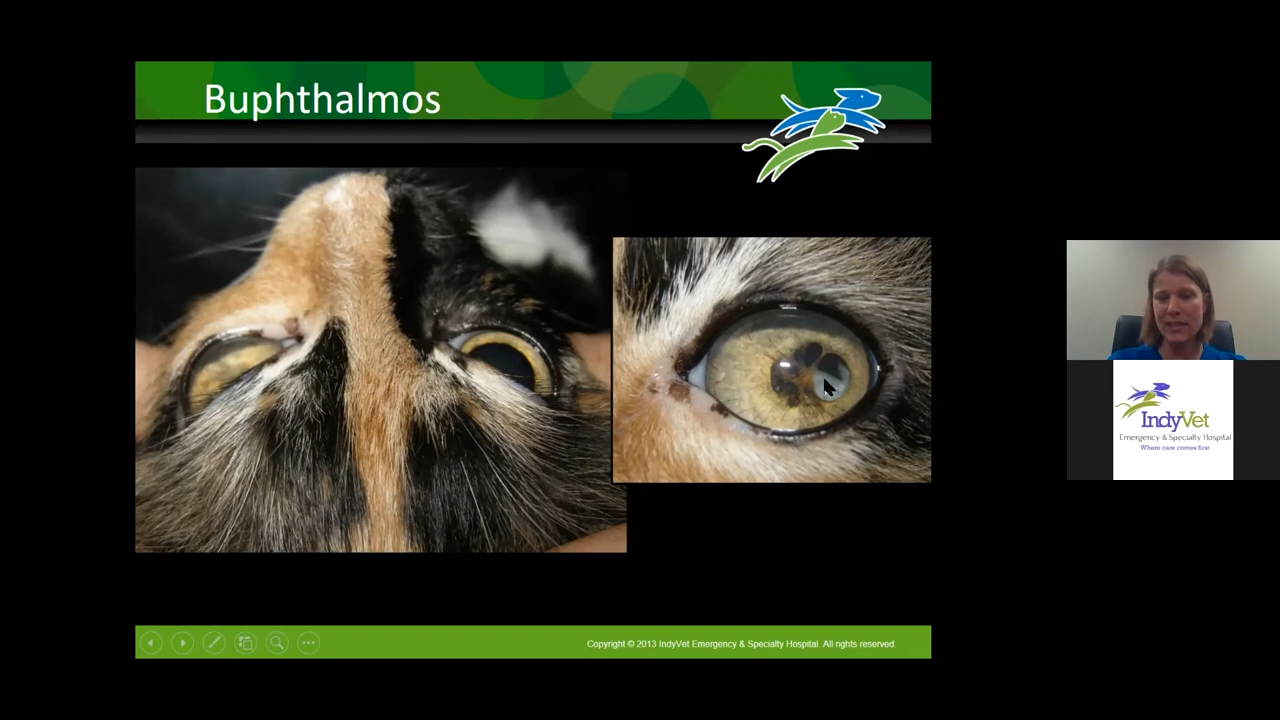 Buphthalmos
IndyVet
Emergency & Specialty Hospital
Where care comes first.
Copyright © 2013 IndyVet Emergency & Specialty Hospital. All rights reserved.